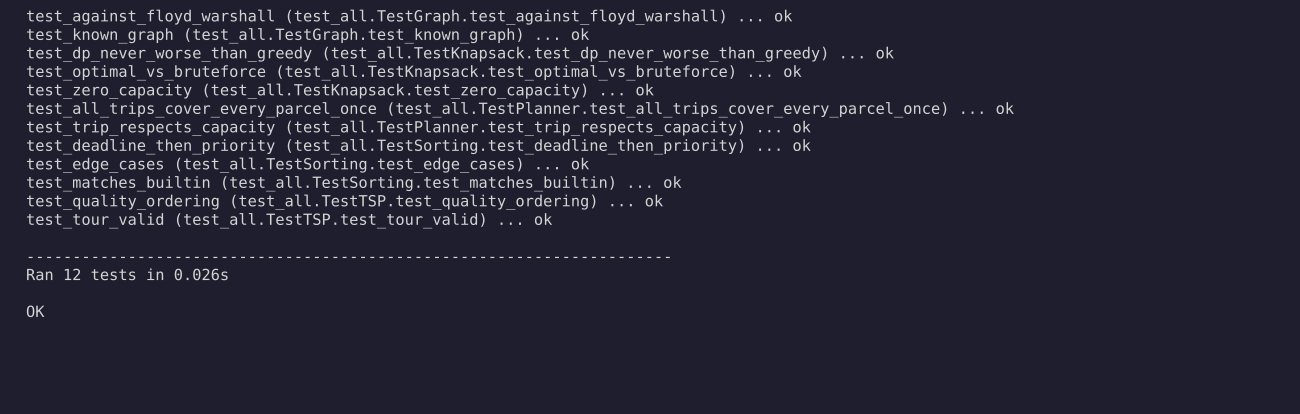 test_against_floyd_warshall (test_all.TestGraph.test_against_floyd_warshall) ... ok
test_known_graph (test_all.TestGraph.test_known_graph) ... ok
test_dp_never_worse_than_greedy (test_all.TestKnapsack.test_dp_never_worse_than_greedy) ... ok
test_optimal_vs_bruteforce (test_all.TestKnapsack.test_optimal_vs_bruteforce) ... ok
test_zero_capacity (test_all.TestKnapsack.test_zero_capacity) ... ok
test_all_trips_cover_every_parcel_once (test_all.TestPlanner.test_all_trips_cover_every_parcel_once) ... ok
test_trip_respects_capacity (test_all.TestPlanner.test_trip_respects_capacity) ... ok
test_deadline_then_priority (test_all.TestSorting.test_deadline_then_priority) ... ok
test_edge_cases (test_all.TestSorting.test_edge_cases) ... ok
test_matches_builtin (test_all.TestSorting.test_matches_builtin) ... ok
test_quality_ordering (test_all.TestTSP.test_quality_ordering) ... ok
test_tour_valid (test_all.TestTSP.test_tour_valid) ... ok
----------------------------------------------------------------------
Ran 12 tests in 0.026s
OK